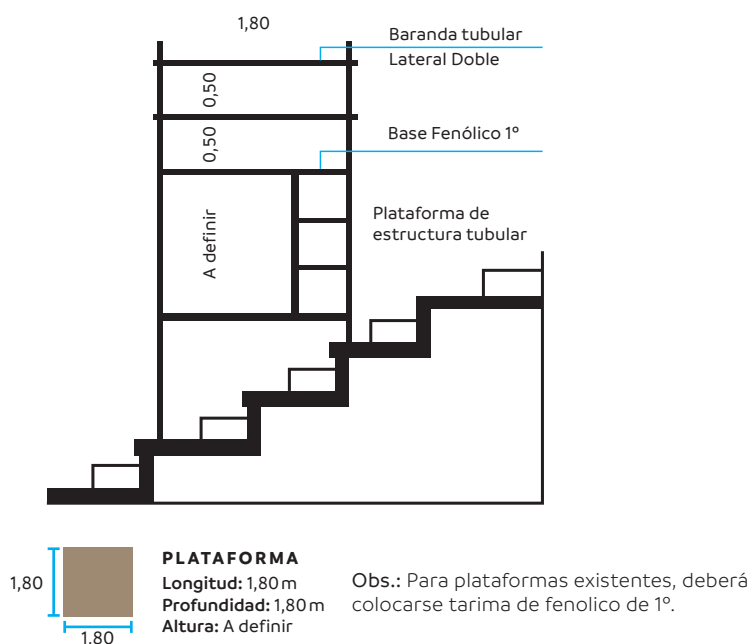 1,80
Baranda tubular
Lateral Doble
0,50
0,50
Base Fenólico 1º
A definir
Plataforma de
estructura tubular
1,80
1,80
PLATAFORMA
Longitud: 1,80 m
Profundidad: 1,80 m
Altura: A definir
Obs.: Para plataformas existentes, deberá
colocarse tarima de fenolico de 1º.